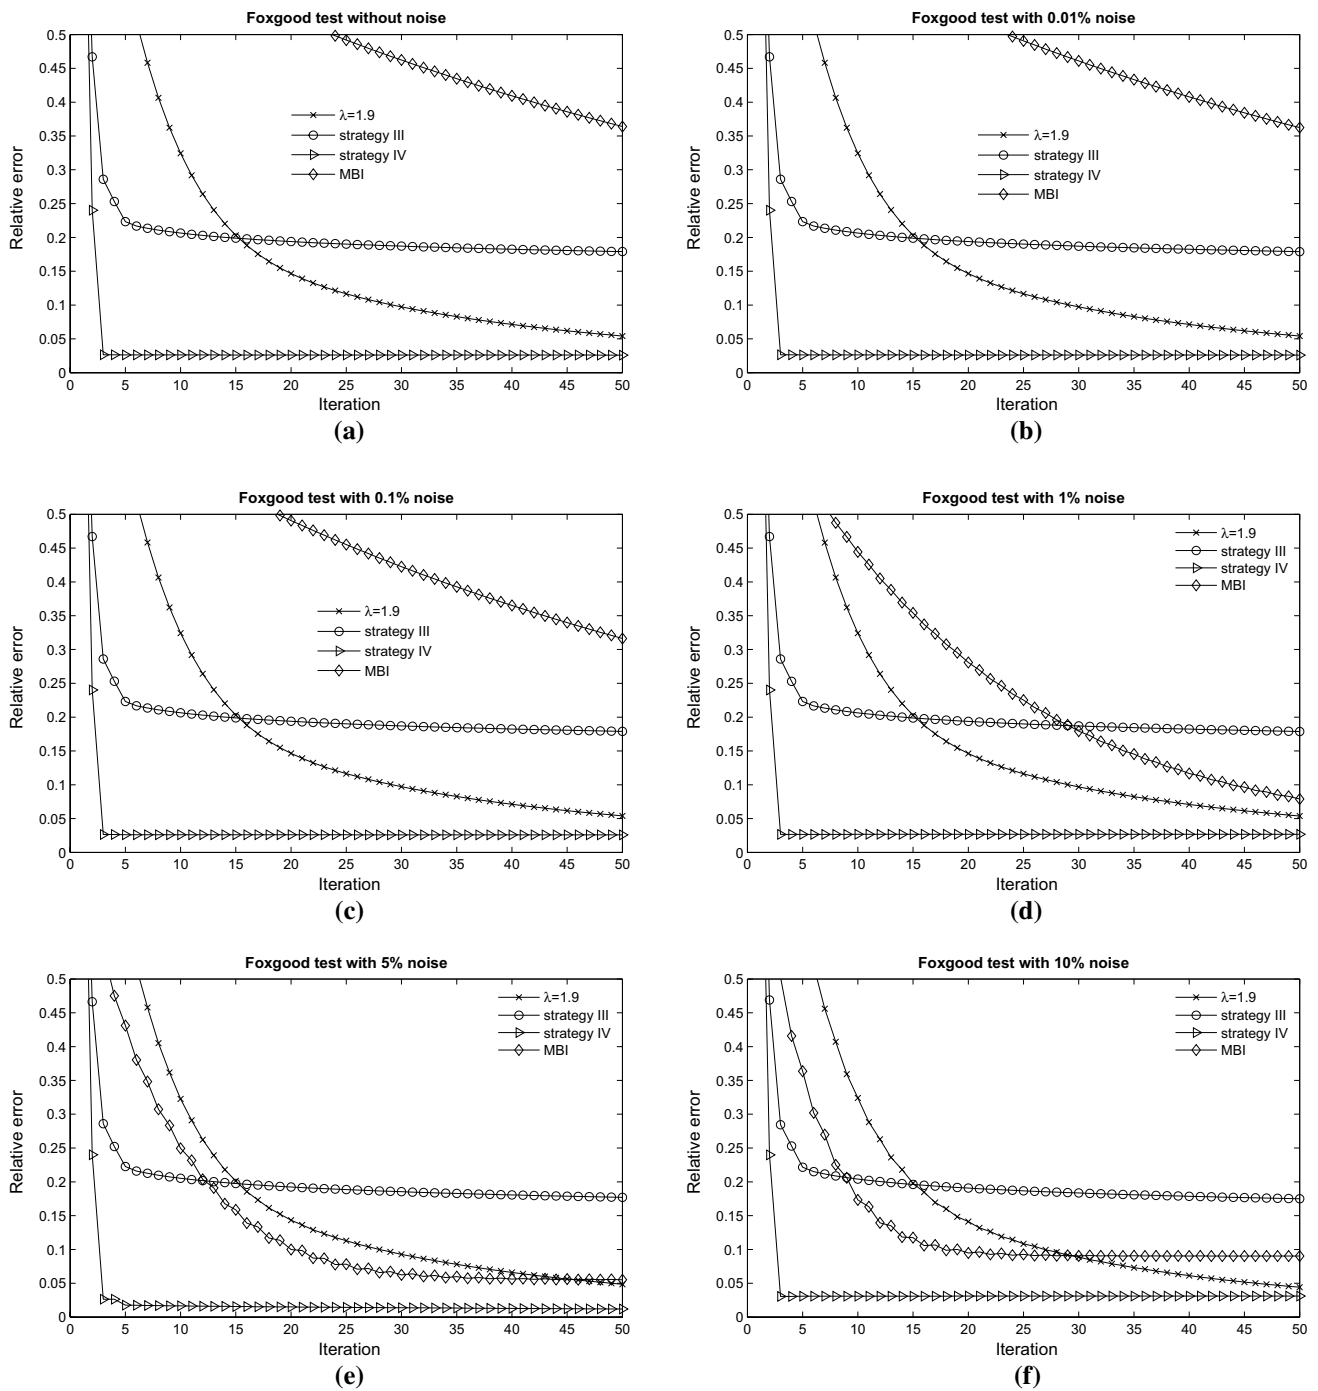 Foxgood test without noise
0.5
0.45
0.4
0.35
0.3
0.25
0.2
0.15
0.1
0.05
0
Relative error
λ=1.9
strategy III
strategy IV
MBI
0 5 10 15 20 25 30 35 40 45 50
Iteration
(a)
Foxgood test with 0.01% noise
0.5
0.45
0.4
0.35
0.3
0.25
0.2
0.15
0.1
0.05
0
Relative error
λ=1.9
strategy III
strategy IV
MBI
0 5 10 15 20 25 30 35 40 45 50
Iteration
(b)
Foxgood test with 0.1% noise
0.5
0.45
0.4
0.35
0.3
0.25
0.2
0.15
0.1
0.05
0
Relative error
λ=1.9
strategy III
strategy IV
MBI
0 5 10 15 20 25 30 35 40 45 50
Iteration
(c)
Foxgood test with 1% noise
0.5
0.45
0.4
0.35
0.3
0.25
0.2
0.15
0.1
0.05
0
Relative error
λ=1.9
strategy III
strategy IV
MBI
0 5 10 15 20 25 30 35 40 45 50
Iteration
(d)
Foxgood test with 5% noise
0.5
0.45
0.4
0.35
0.3
0.25
0.2
0.15
0.1
0.05
0
Relative error
λ=1.9
strategy III
strategy IV
MBI
0 5 10 15 20 25 30 35 40 45 50
Iteration
(e)
Foxgood test with 10% noise
0.5
0.45
0.4
0.35
0.3
0.25
0.2
0.15
0.1
0.05
0
Relative error
λ=1.9
strategy III
strategy IV
MBI
0 5 10 15 20 25 30 35 40 45 50
Iteration
(f)